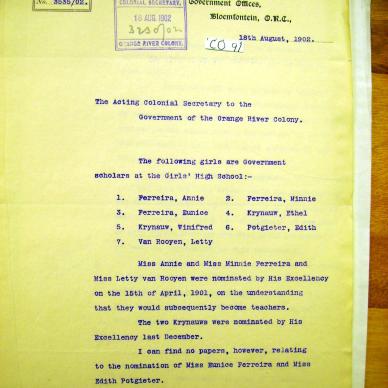 No. 3535/02.
COLONIAL SECRETARY,
18 AUG. 1902
3230/02
ORANGE RIVER COLONY.
Government Offices,
Bloemfontein, O.R.C.,
CO 92
18th August, 1902.
The Acting Colonial Secretary to the
Government of the Orange River Colony.
The following girls are Government
scholars at the Girls' High School:-
1. Ferreira, Annie 2. Ferreira, Minnie
3. Ferreira, Eunice 4. Krynauw, Ethel
5. Krynauw, Winifred 6. Potgieter, Edith
7. Van Rooyen, Letty
Miss Annie and Miss Minnie Ferreira and
Miss Letty van Rooyen were nominated by His Excellency
on the 15th of April, 1901, on the understanding
that they would subsequently become teachers.
The two Krynauws were nominated by His
Excellency last December.
I can find no papers, however, relating
to the nomination of Miss Eunice Ferreira and Miss
Edith Potgieter.